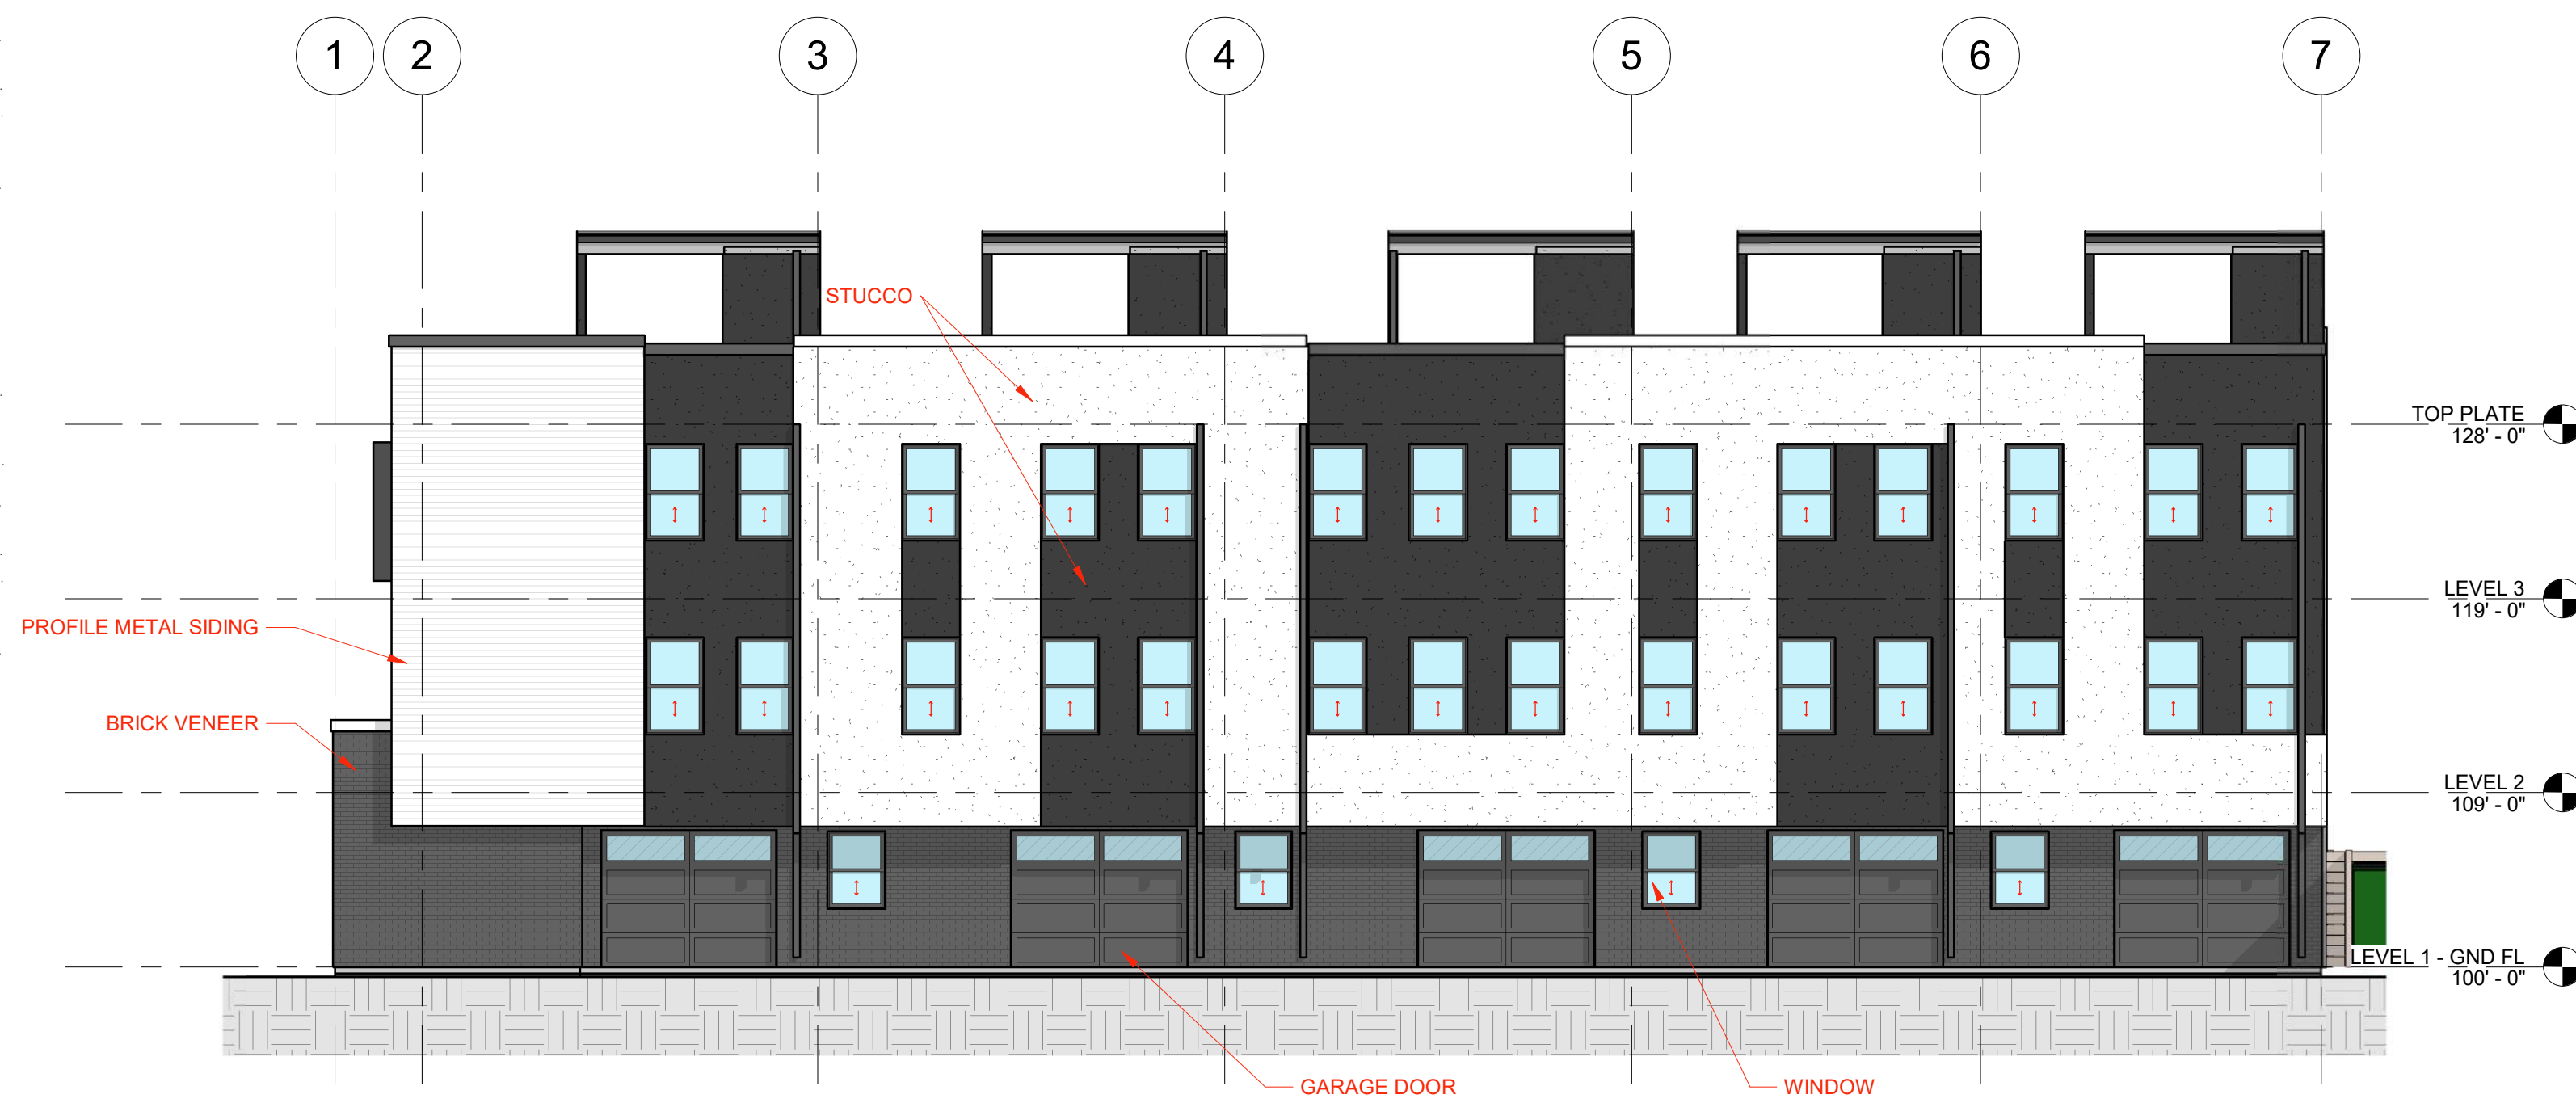 1
2
3
4
5
6
7
STUCCO
TOP PLATE
128' - 0"
LEVEL 3
119' - 0"
PROFILE METAL SIDING
BRICK VENEER
LEVEL 2
109' - 0"
LEVEL 1 - GND FL
100' - 0"
GARAGE DOOR
WINDOW